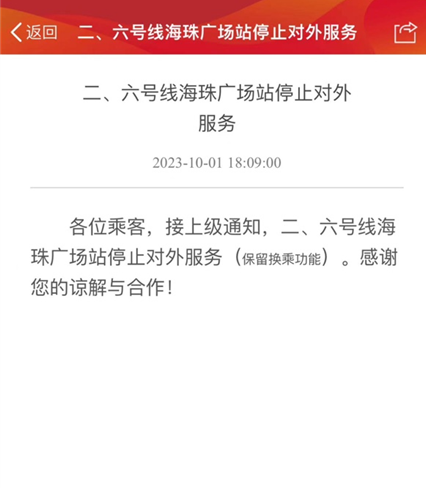 返回 二、六号线海珠广场站停止对外服务
二、六号线海珠广场站停止对外
服务
2023-10-01 18:09:00
各位乘客，接上级通知，二、六号线海
珠广场站停止对外服务（保留换乘功能）。感谢
您的谅解与合作！